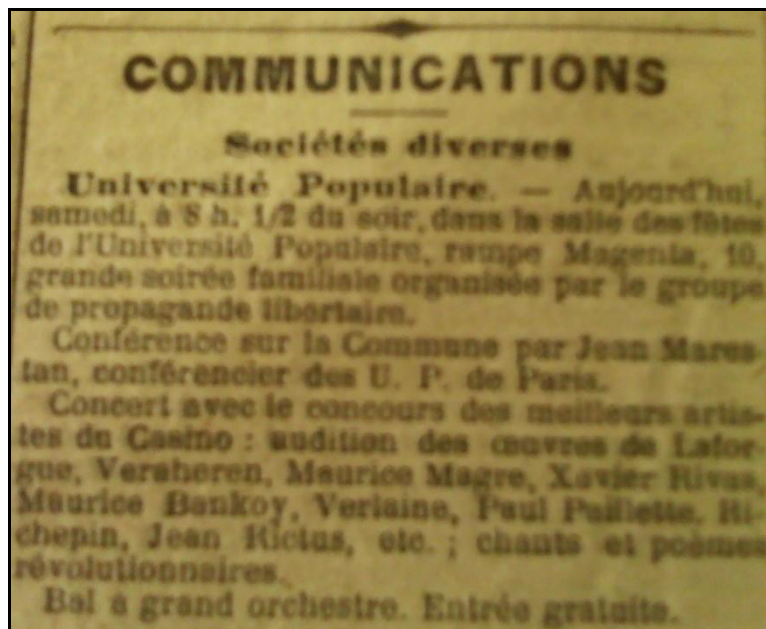 COMMUNICATIONS
Sociétés diverses
Université Populaire. — Aujourd'hui,
samedi, à 8 h. 1/2 du soir, dans la salle des fêtes
de l'Université Populaire, rampe Magenta, 10,
grande soirée familiale organisée par le groupe
de propagande libertaire.
Conférence sur la Commune par Jean Mares-
tan, conférencier des U. P. de Paris.
Concert avec le concours des meilleurs artis-
tes du Casino : audition des œuvres de Lafor-
gue, Veraheren, Maurice Magre, Xavier Rivas,
Maurice Bankoy, Verlaine, Paul Paillette, Ri-
chepin, Jean Rictus, etc. ; chants et poèmes
révolutionnaires.
Bal à grand orchestre. Entrée gratuite.